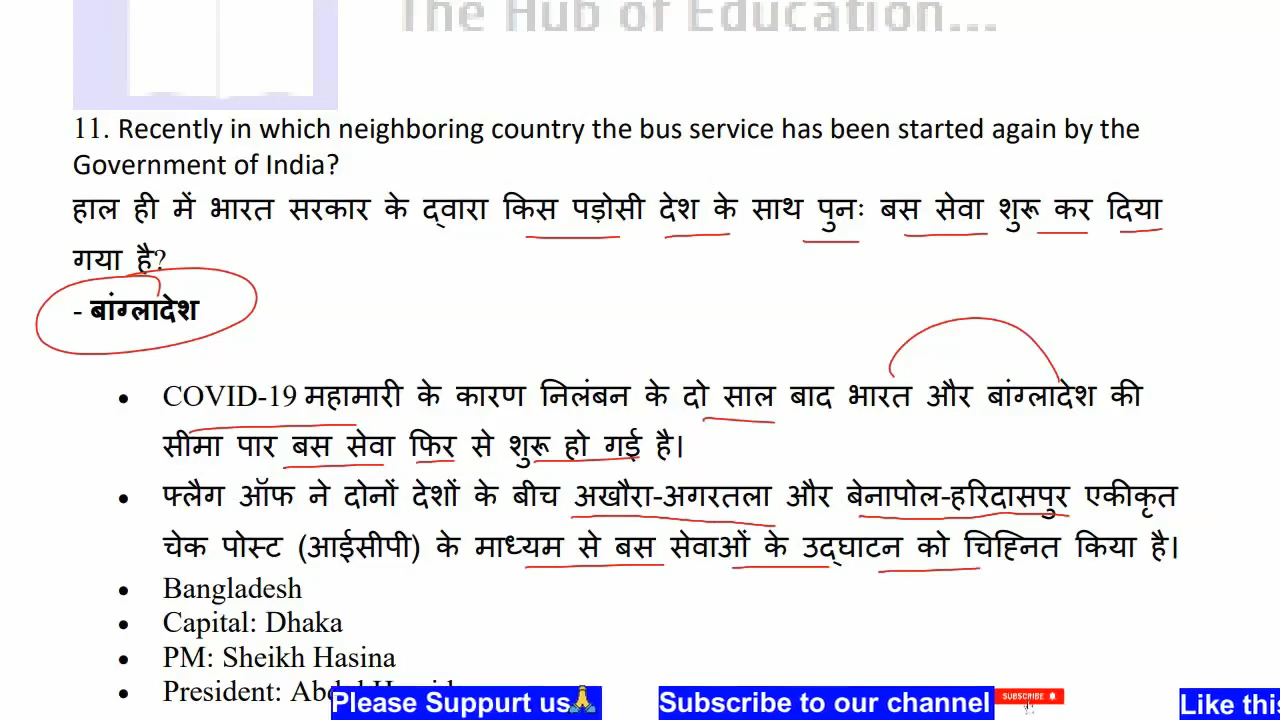 The Hub of Education...
11. Recently in which neighboring country the bus service has been started again by the
Government of India?
हाल ही में भारत सरकार के द्वारा किस पड़ोसी देश के साथ पुनः बस सेवा शुरू कर दिया
गया है?
- बांग्लादेश
• COVID-19 महामारी के कारण निलंबन के दो साल बाद भारत और बांग्लादेश की
सीमा पार बस सेवा फिर से शुरू हो गई है।
• फ्लैग ऑफ ने दोनों देशों के बीच अखौरा-अगरतला और बेनापोल-हरिदासपुर एकीकृत
चेक पोस्ट (आईसीपी) के माध्यम से बस सेवाओं के उद्घाटन को चिह्नित किया है।
• Bangladesh
• Capital: Dhaka
• PM: Sheikh Hasina
• President:
Please Suppurt us🙏 Subscribe to our channel SUBSCRIBE Like this